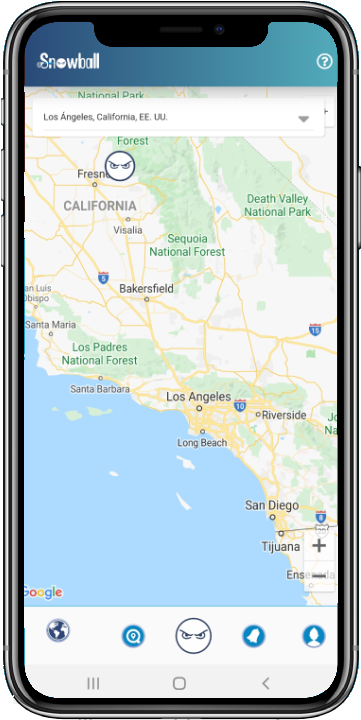 Snowball
National Park
Los Ángeles, California, EE. UU.
Forest
Fresno
CALIFORNIA
Visalia
Death Valley
National Park
Sequoia
National Forest
5
Bakersfield
San Luis
Obispo
Santa Maria
15
Los Padres
National Forest
Santa Barbara
Los Angeles
10
Riverside
Long Beach
San Diego
8
Tijuana
+
Ensenada
Google